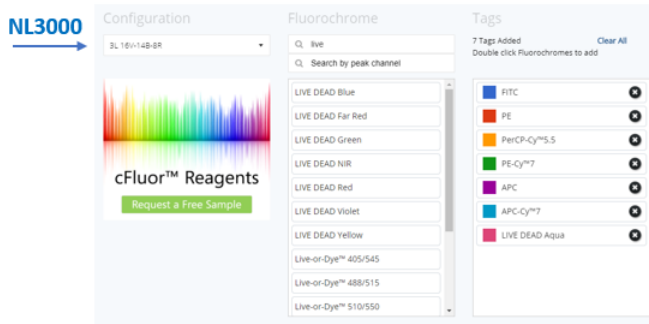 NL3000
Configuration
3L 16V-14B-8R
cFluor™ Reagents
Request a Free Sample
Fluorochrome
live
Search by peak channel
LIVE DEAD Blue
LIVE DEAD Far Red
LIVE DEAD Green
LIVE DEAD NIR
LIVE DEAD Red
LIVE DEAD Violet
LIVE DEAD Yellow
Live-or-Dye™ 405/545
Live-or-Dye™ 488/515
Live-or-Dye™ 510/550
Tags
7 Tags Added Clear All
Double click Fluorochromes to add
FITC
PE
PerCP-Cy™5.5
PE-Cy™7
APC
APC-Cy™7
LIVE DEAD Aqua